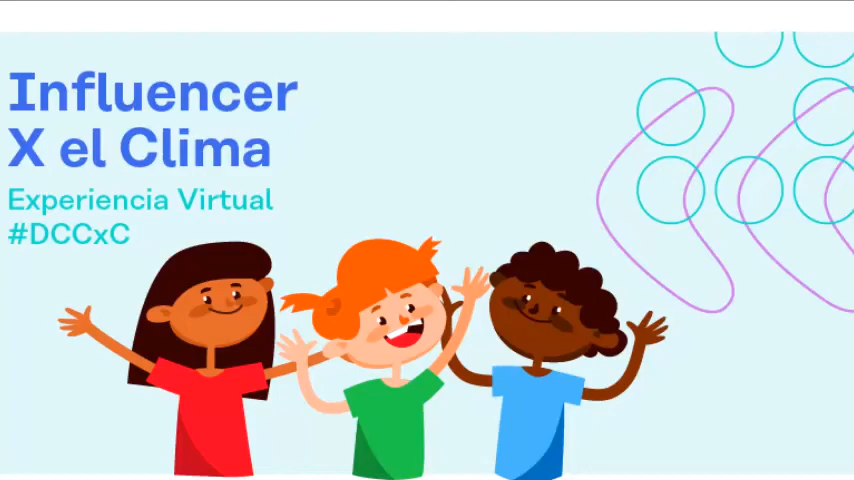 Influencer
X el Clima
Experiencia Virtual
#DCCxC